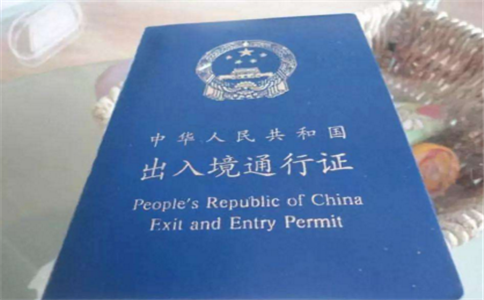 中华人民共和国
出入境通行证
People's Republic of China
Exit and Entry Permit